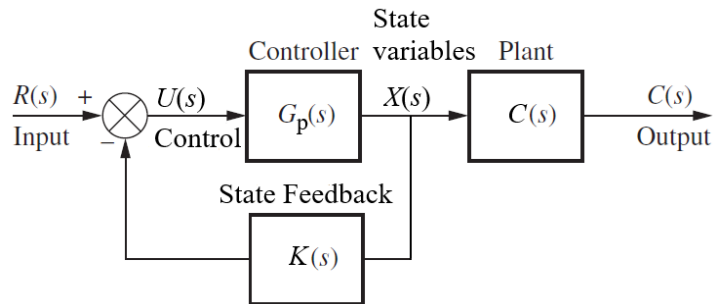 State
Controller variables Plant
R(s) + U(s) Gp(s) X(s) C(s) C(s)
Input − Control Output
State Feedback
K(s)